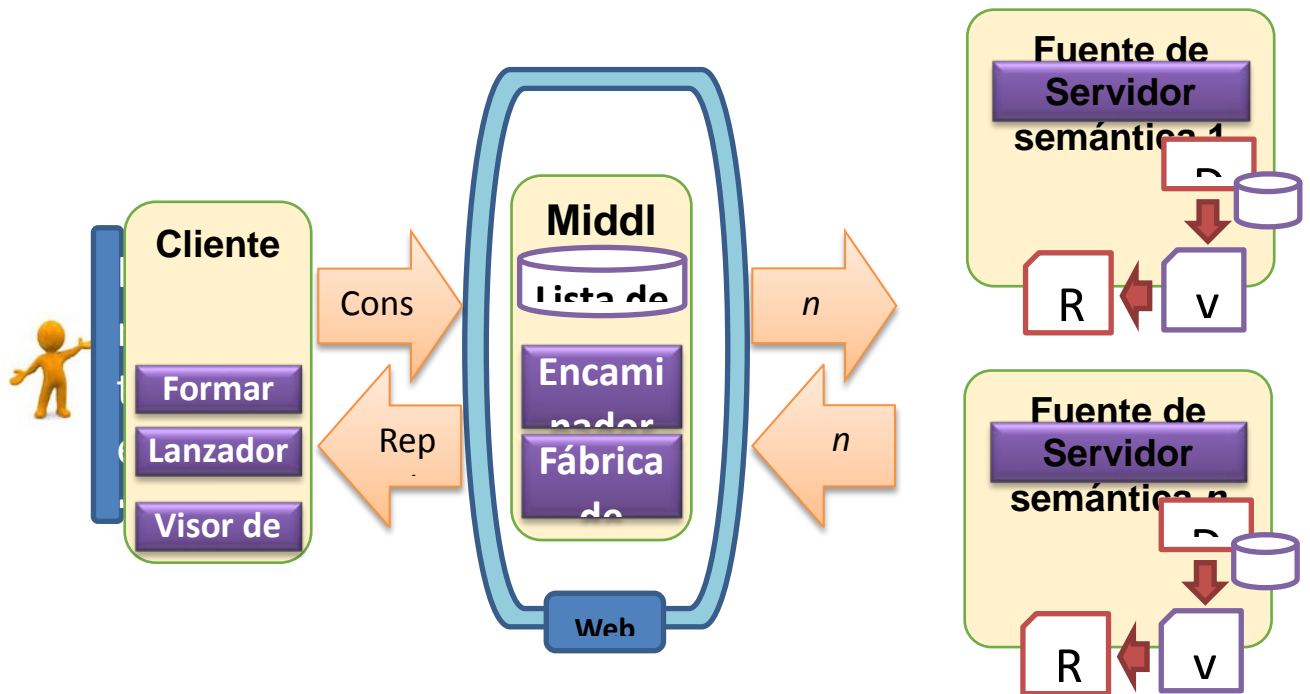 Cliente
Formar
Lanzador
Visor de
Cons
Rep
Middl
Lista de
Encami
nador
Fábrica
de
Web
n
n
Fuente de
Servidor
semántica 1
R
v
Fuente de
Servidor
semántica n
R
v